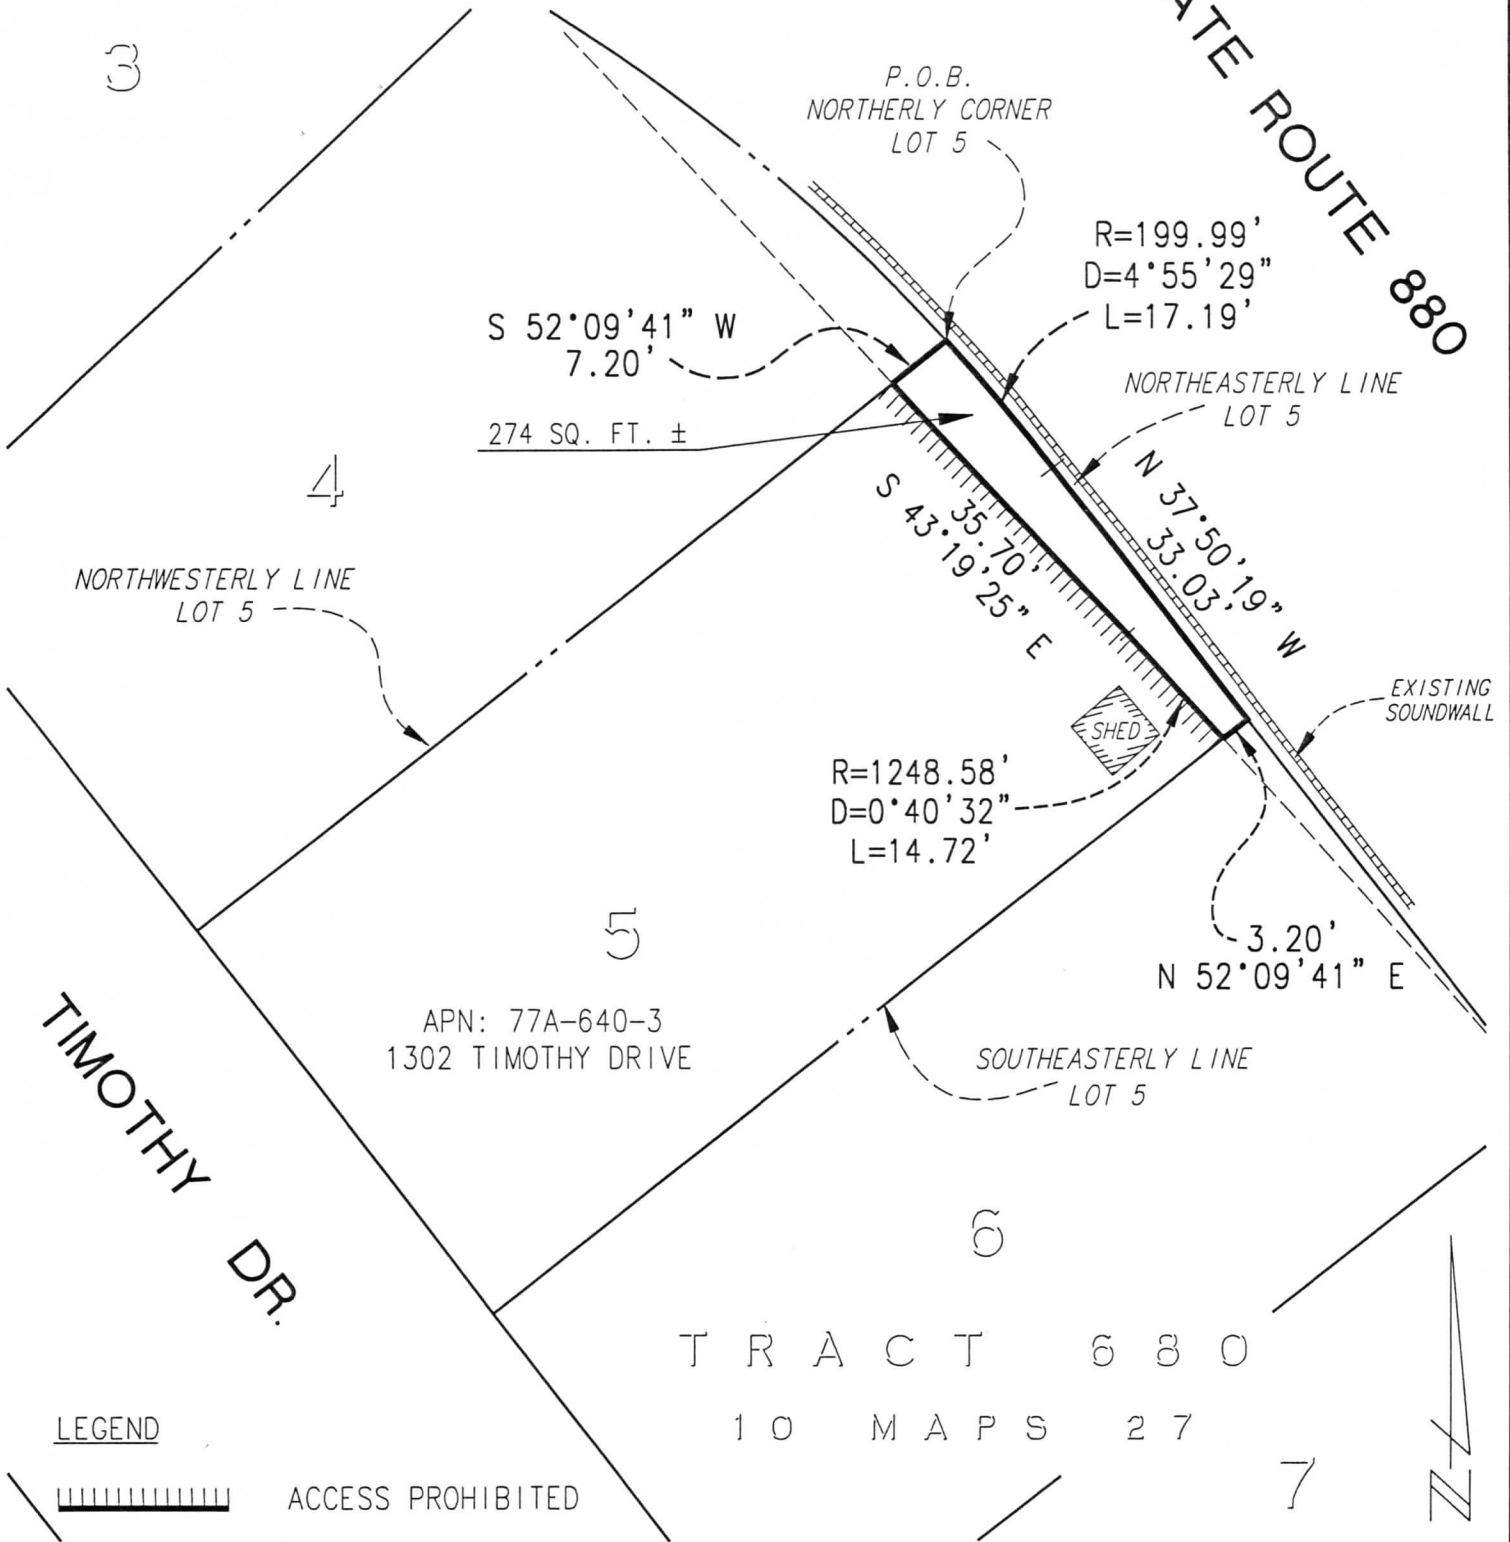 3
ATE ROUTE 880
P.O.B.
NORTHERLY CORNER
LOT 5
R=199.99'
D=4°55'29"
L=17.19'
S 52°09'41" W
7.20'
NORTHEASTERLY LINE
LOT 5
274 SQ. FT. ±
4
N 37°50'19" W
33.03'
35.70'
S 43°19'25" E
NORTHWESTERLY LINE
LOT 5
EXISTING
SOUNDWALL
SHED
R=1248.58'
D=0°40'32"
L=14.72'
5
3.20'
N 52°09'41" E
APN: 77A-640-3
1302 TIMOTHY DRIVE
SOUTHEASTERLY LINE
LOT 5
TIMOTHY DR.
6
TRACT 680
10 MAPS 27
LEGEND
ACCESS PROHIBITED
7
N